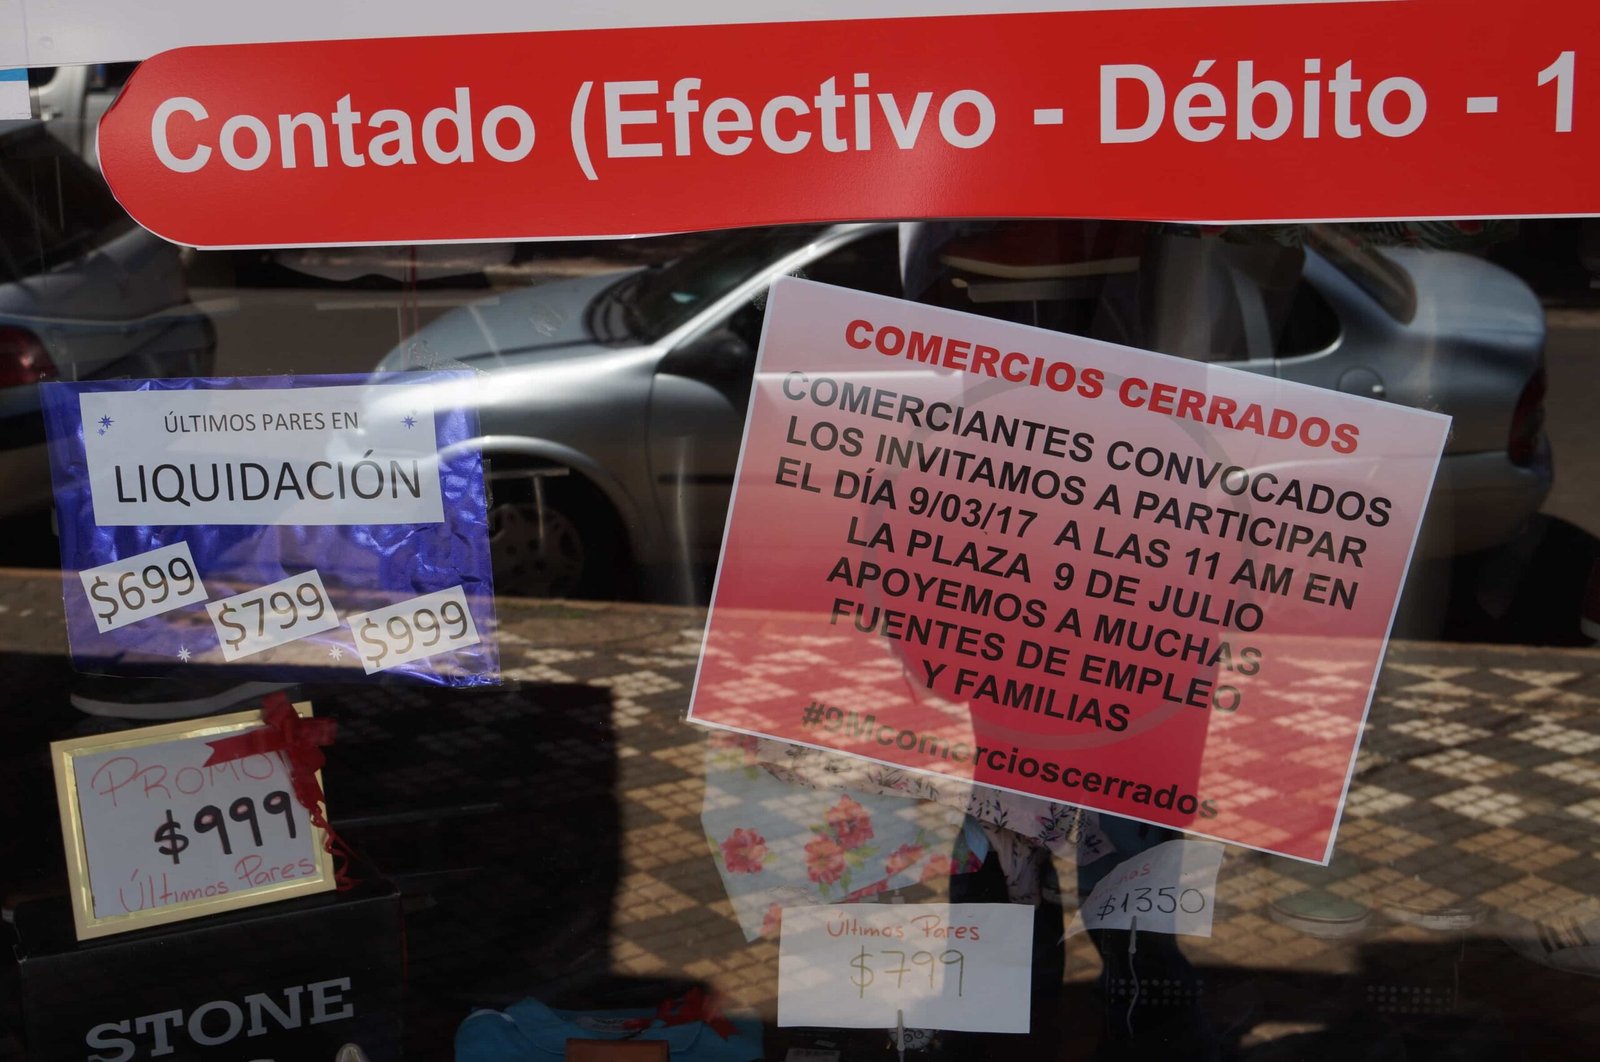 Contado (Efectivo - Débito - 1
COMERCIOS CERRADOS
COMERCIANTES CONVOCADOS
LOS INVITAMOS A PARTICIPAR
EL DÍA 9/03/17 A LAS 11 AM EN
LA PLAZA 9 DE JULIO
APOYEMOS A MUCHAS
FUENTES DE EMPLEO
Y FAMILIAS
#9Mcomercioscerrados
ÚLTIMOS PARES EN
LIQUIDACIÓN
$699
$799
$999
PROMO
$999
Últimos Pares
STONE
Últimos Pares
$799
$1350